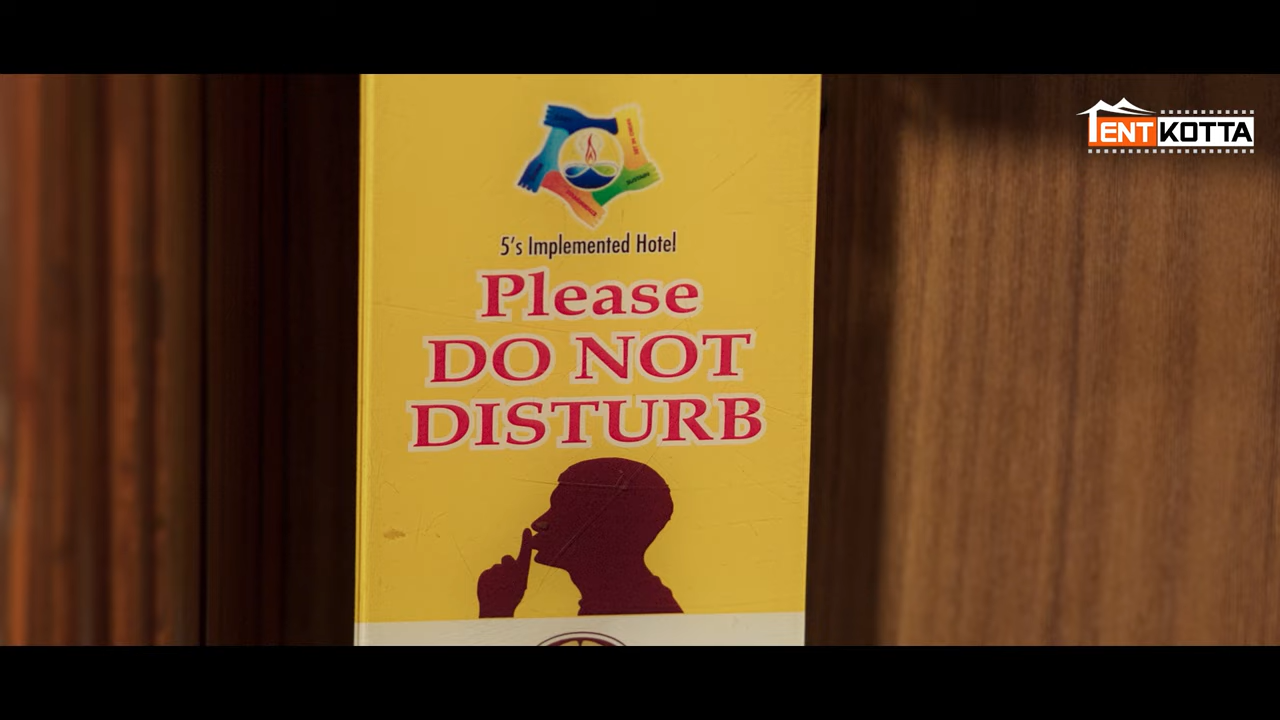 TENTKOTTA
5's Implemented Hotel
Please
DO NOT
DISTURB